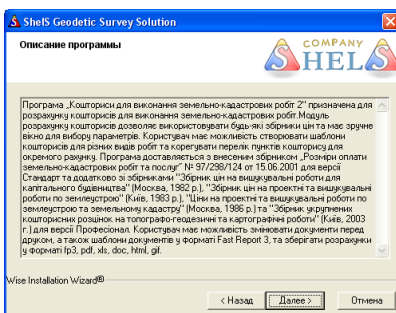 ShelS Geodetic Survey Solution
Описание программы
COMPANY
SHELS
Програма „Кошториси для виконання земельно-кадастрових робіт 2" призначена для
розрахунку кошторисів для виконання земельно-кадастрових робіт.Модуль
розрахунку кошторисів дозволяє використовувати будь-які збірники цін та має зручне
вікно для вибору параметрів. Користувач має можливість створювати шаблони
кошторисів для різних видів робіт та корегувати перелік пунктів кошторису для
окремого рахунку. Програма доставляється з внесеним збірником „Розміри оплати
земельно-кадастрових робіт та послуг" № 97/298/124 от 15.06.2001 для версії
Стандарт та додатково зі збірниками "Збірник цін на вишукувальні роботи для
капітального будівництва" (Москва, 1982 р.), "Збірник цін на проектні та вишукувальні
роботи по землеустрою" (Київ, 1983 р.), "Ціни на проектні та вишукувальні роботи по
землеустрою та земельному кадастру" (Москва, 1986 р.) та "Збірник укрупнених
кошторисних розцінок на топографо-геодезичні та картографічні роботи" (Київ, 2003
г.) для версії Професіонал. Користувач має можливість змінювати документи перед
друком, а також шаблони документів у форматі Fast Report 3, та зберігати розрахунки
у форматі fp3, pdf, xls, doc, html, gif.
Wise Installation Wizard®
< Назад
Далее >
Отмена